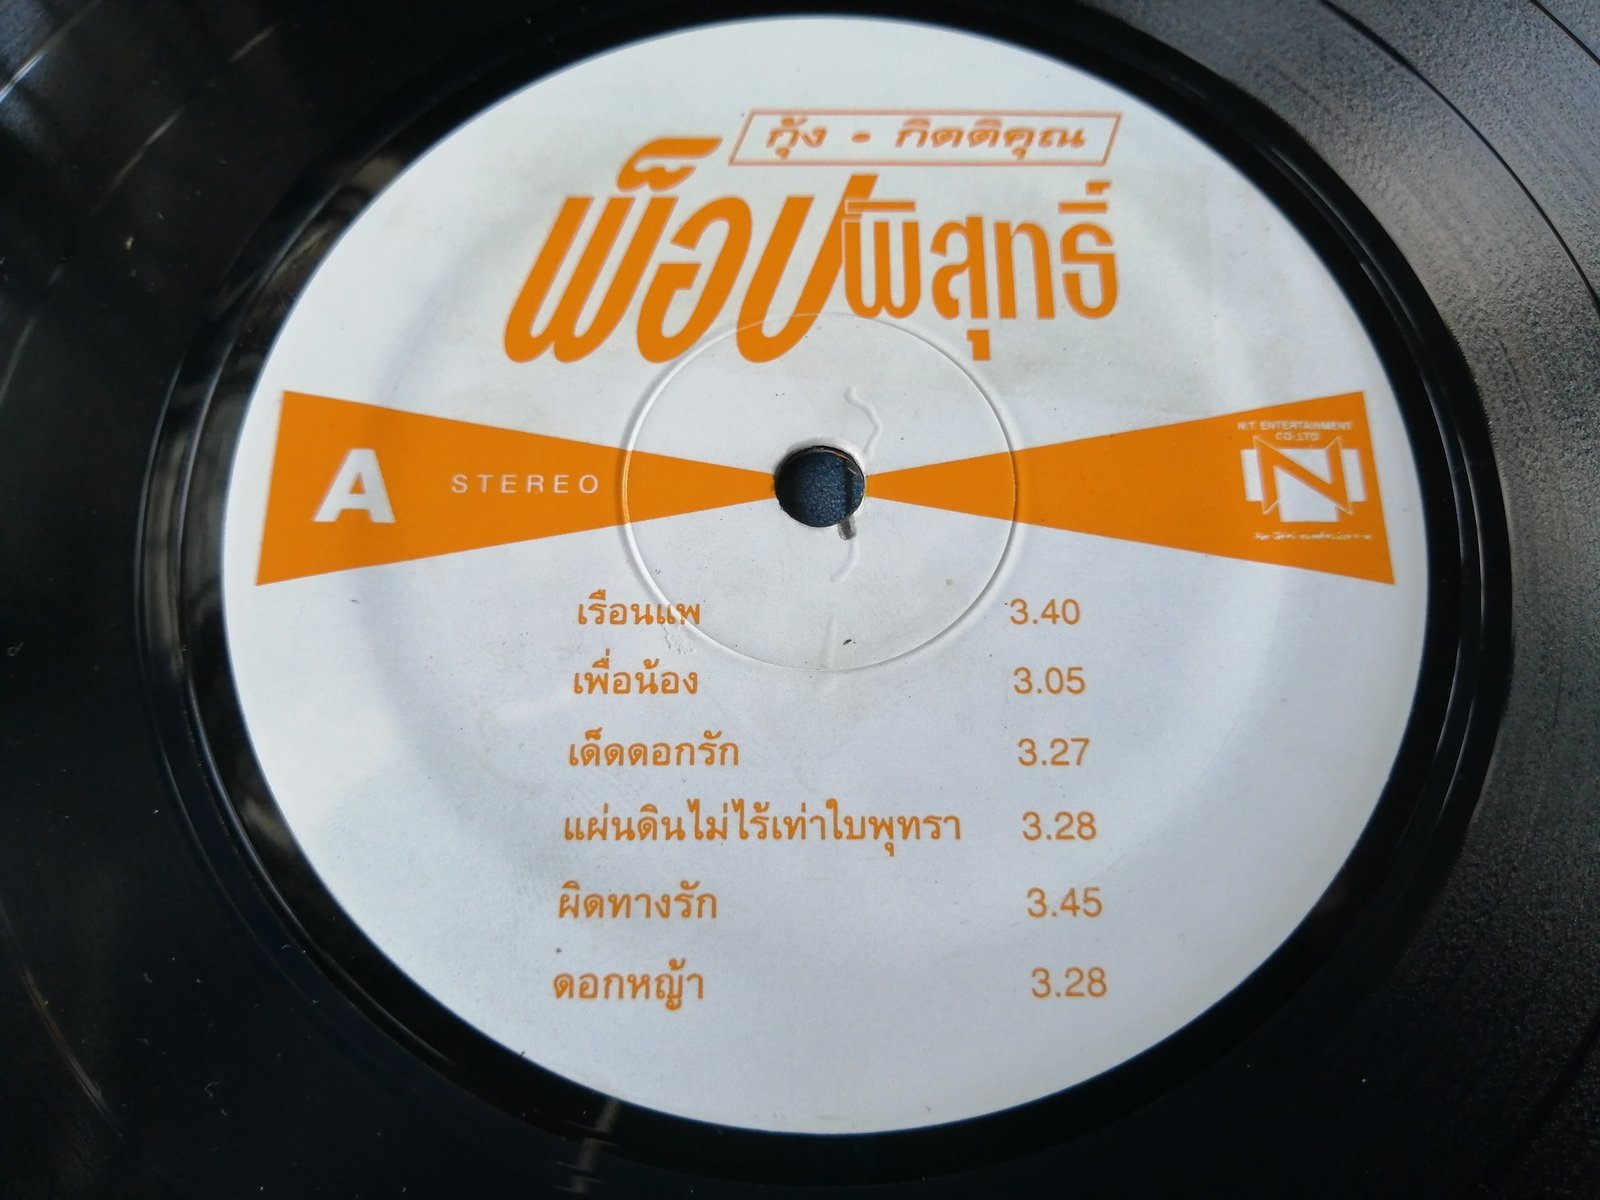 กุ้ง • กิตติคุณ
พ็อปพิสุทธิ์
A STEREO
N.T. ENTERTAINMENT
CO.,LTD
N
เรือนแพ 3.40
เพื่อน้อง 3.05
เด็ดดอกรัก 3.27
แผ่นดินไม่ไร้เท่าใบพุทรา 3.28
ผิดทางรัก 3.45
ดอกหญ้า 3.28